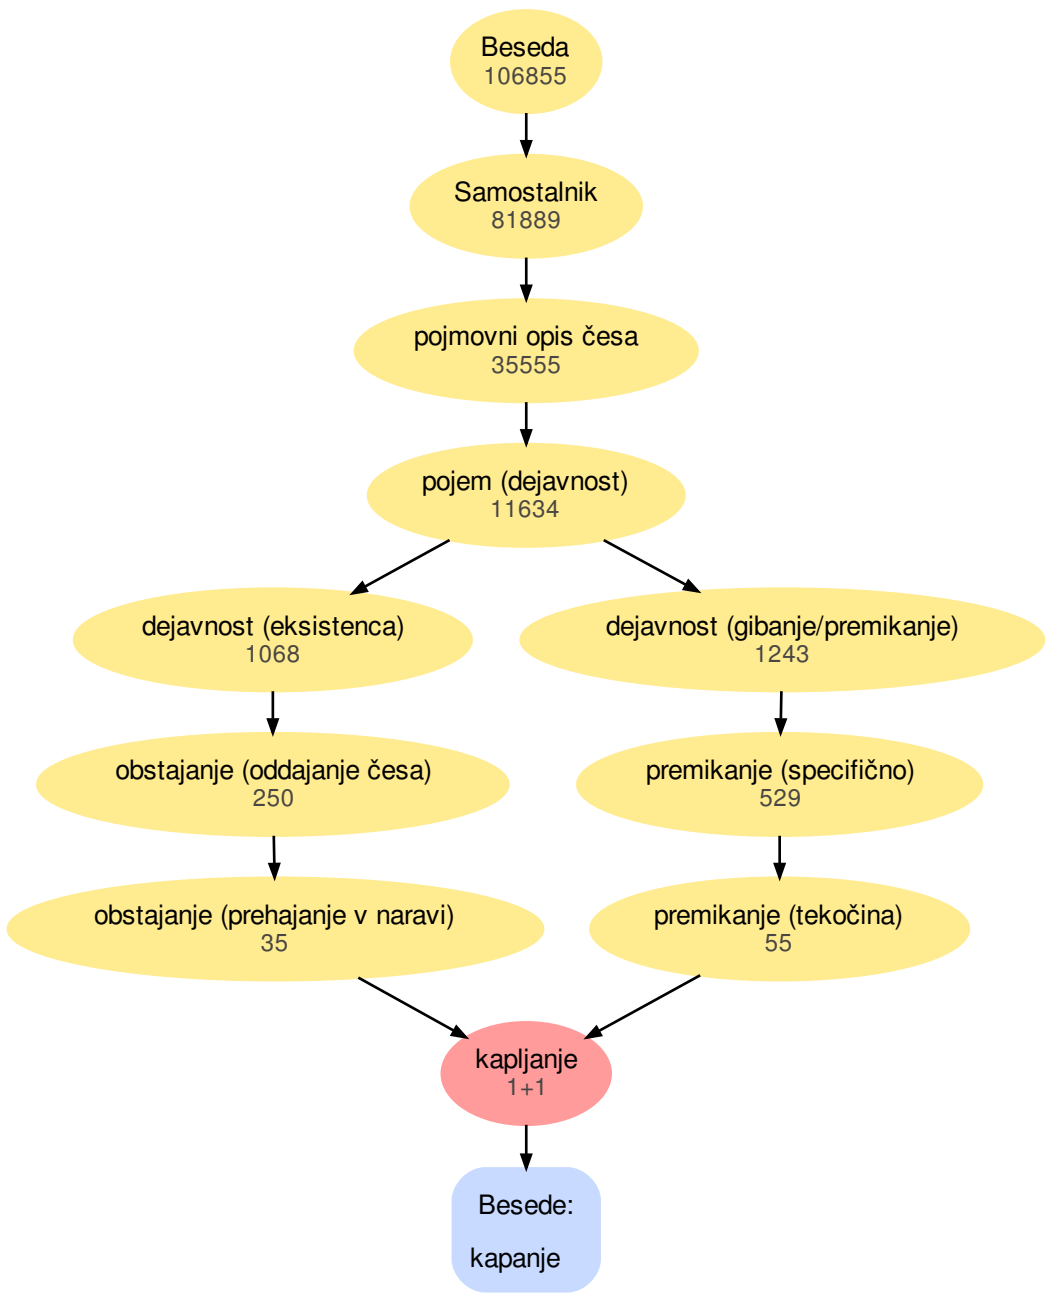 Beseda
106855
Samostalnik
81889
pojmovni opis česa
35555
pojem (dejavnost)
11634
dejavnost (eksistenca)
1068
dejavnost (gibanje/premikanje)
1243
obstajanje (oddajanje česa)
250
premikanje (specifično)
529
obstajanje (prehajanje v naravi)
35
premikanje (tekočina)
55
kapljanje
1+1
Besede:
kapanje